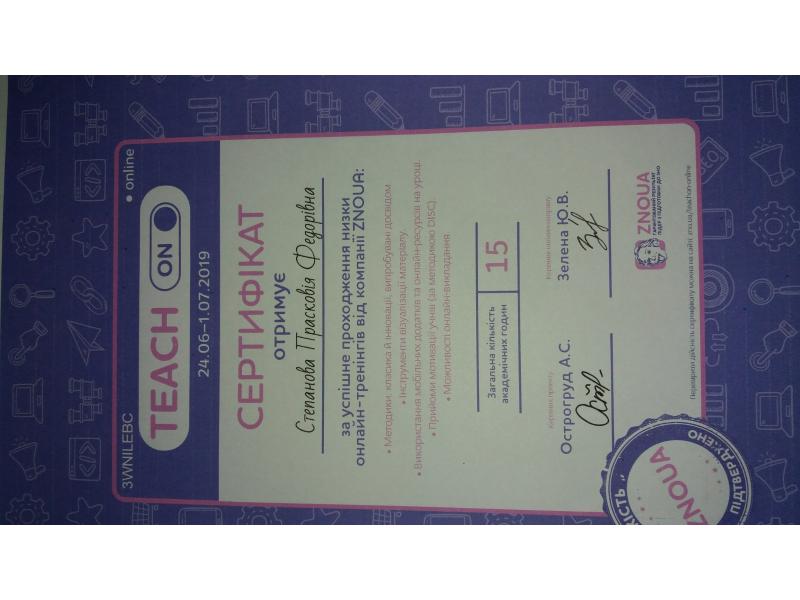 3WNILEBC
• online
TEACH ON
24.06–1.07.2019
СЕРТИФІКАТ
отримує
Степанова Прасковія Федорівна
за успішне проходження низки
онлайн-тренінгів від компанії ZNOUA:
• Методики, класика й інновації, випробувані досвідом
• Інструменти візуалізації матеріалу.
• Використання мобільних додатків та онлайн-ресурсів на уроці.
• Прийоми мотивації учнів (за методикою DISC).
• Можливості онлайн-викладання
Загальна кількість
академічних годин
15
Керівник проекту
Острогруд А.С.
Зелена Ю.В.
ZNOUA
ZNOUA
ПІДТВЕРДЖЕНО
Перевірити дійсність сертифікату можна на сайті: znoua.ua/teachon-online